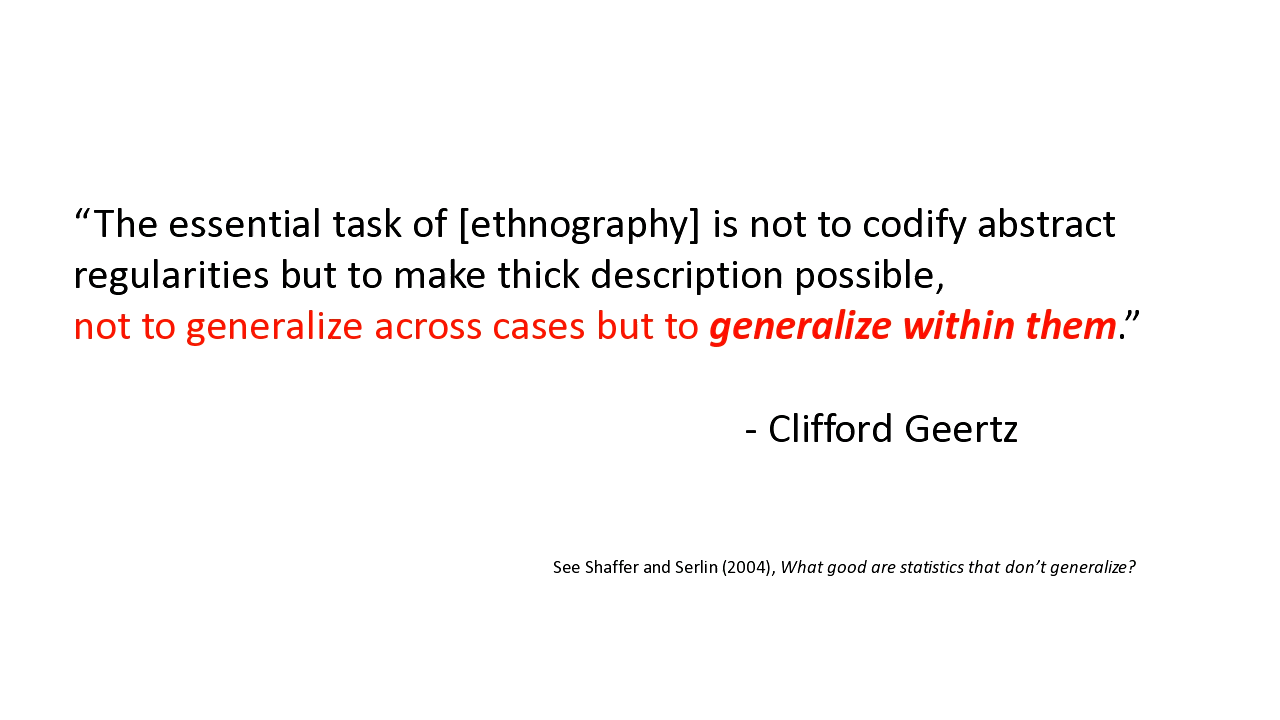 “The essential task of [ethnography] is not to codify abstract
regularities but to make thick description possible,
not to generalize across cases but to generalize within them.”
- Clifford Geertz
See Shaffer and Serlin (2004), What good are statistics that don’t generalize?